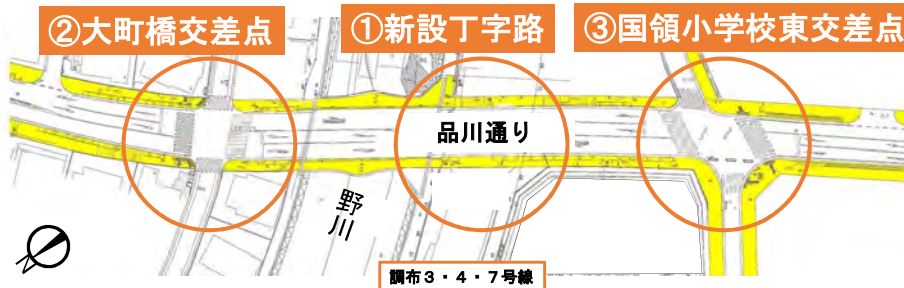 ②大町橋交差点
①新設丁字路
③国領小学校東交差点
品川通り
野川
調布3・4・7号線